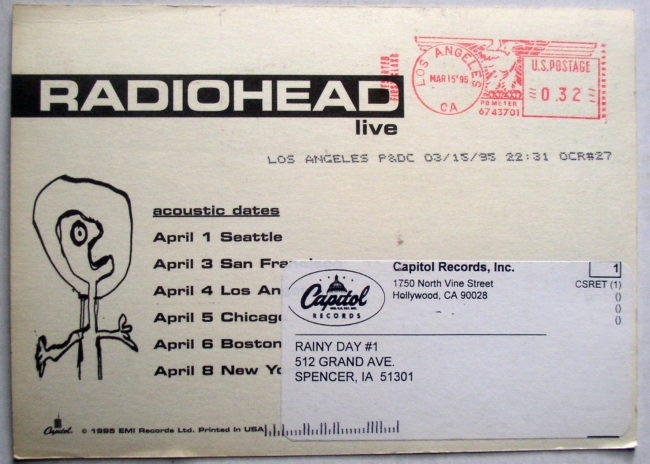 LOS ANGELES
MAR 15 '95
CA
U.S. POSTAGE
0.32
PB METER
6743701
RADIOHEAD
live
LOS ANGELES P&DC 03/15/95 22:31 OCR#27
acoustic dates
April 1 Seattle
April 3 San Fran
April 4 Los An
April 5 Chicago
April 6 Boston
April 8 New Yo
Capitol
RECORDS
Capitol Records, Inc.
1750 North Vine Street
Hollywood, CA 90028
1
CSRET (1)
()
()
()
RAINY DAY #1
512 GRAND AVE.
SPENCER, IA 51301
Capitol. © 1995 EMI Records Ltd. Printed in USA